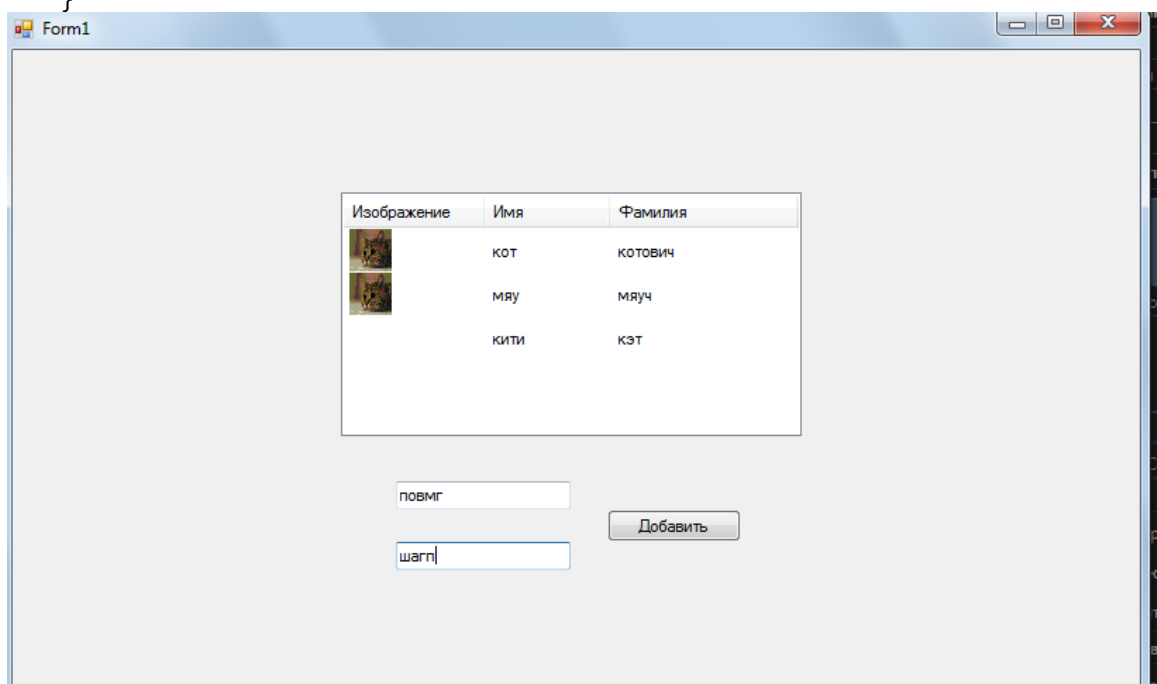 }
Form1
Изображение Имя Фамилия
кот котович
мяу мяуч
кити кэт
повмг
Добавить
шагп